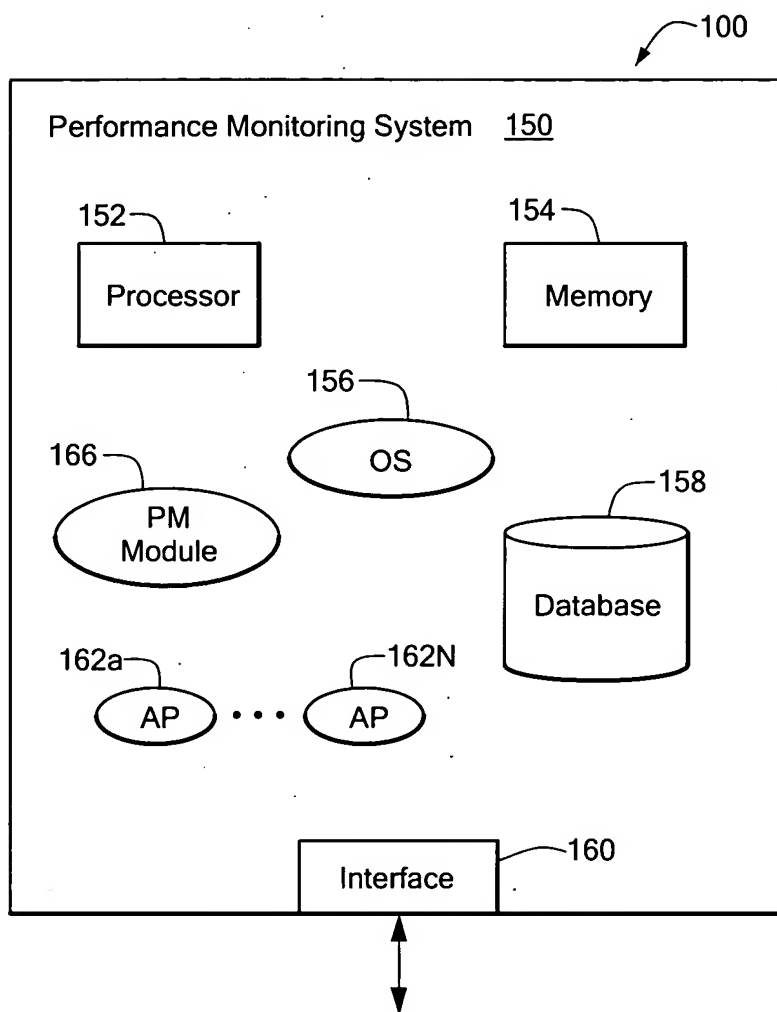 100
Performance Monitoring System 150
152
154
Processor
Memory
156
OS
166
PM
Module
158
Database
162a
162N
AP • • • AP
160
Interface